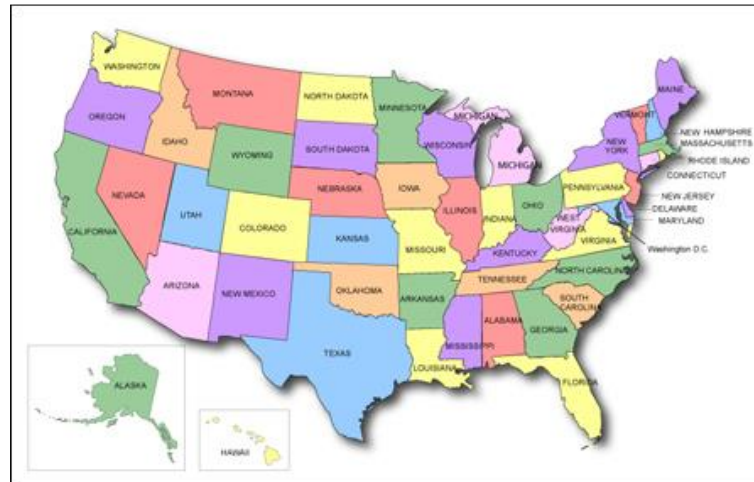 WASHINGTON
MONTANA
NORTH DAKOTA
MINNESOTA
MICHIGAN
VERMONT
MAINE
OREGON
IDAHO
WYOMING
SOUTH DAKOTA
WISCONSIN
MICHIGAN
NEW
YORK
NEW HAMPSHIRE
MASSACHUSETTS
RHODE ISLAND
CONNECTICUT
NEVADA
UTAH
COLORADO
NEBRASKA
IOWA
ILLINOIS
INDIANA
OHIO
PENNSYLVANIA
NEW JERSEY
DELAWARE
MARYLAND
CALIFORNIA
KANSAS
MISSOURI
KENTUCKY
WEST
VIRGINIA
VIRGINIA
Washington D.C.
ARIZONA
NEW MEXICO
OKLAHOMA
ARKANSAS
TENNESSEE
NORTH CAROLINA
SOUTH
CAROLINA
TEXAS
LOUISIANA
MISSISSIPPI
ALABAMA
GEORGIA
FLORIDA
ALASKA
HAWAII